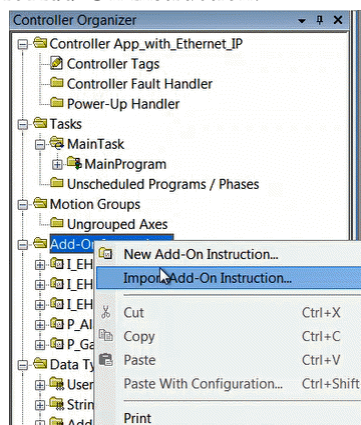 Controller Organizer
Controller App_with_Ethernet_IP
Controller Tags
Controller Fault Handler
Power-Up Handler
Tasks
MainTask
MainProgram
Unscheduled Programs / Phases
Motion Groups
Ungrouped Axes
Add-On
New Add-On Instruction...
I_EH
Import Add-On Instruction...
I_EH
I_EH
Cut Ctrl+X
P_Al
Copy Ctrl+C
P_Ga
Paste Ctrl+V
Data Ty
User
Paste With Configuration... Ctrl+Shift
Strin
Add
Print